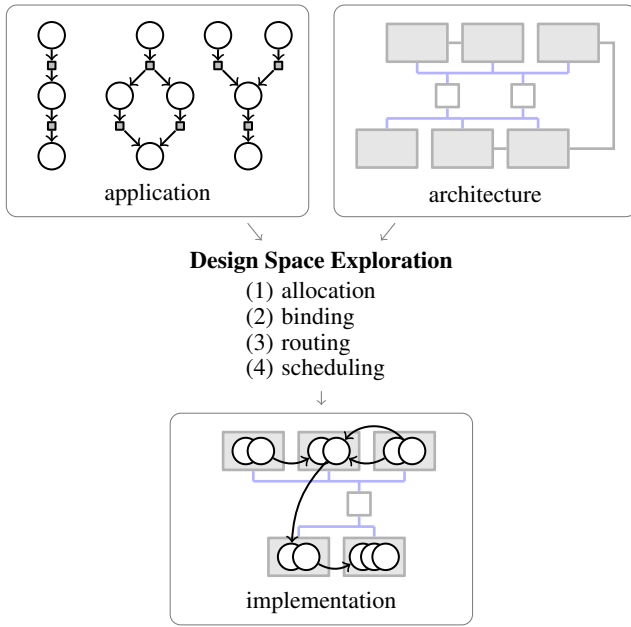 application
architecture
Design Space Exploration
(1) allocation
(2) binding
(3) routing
(4) scheduling
implementation